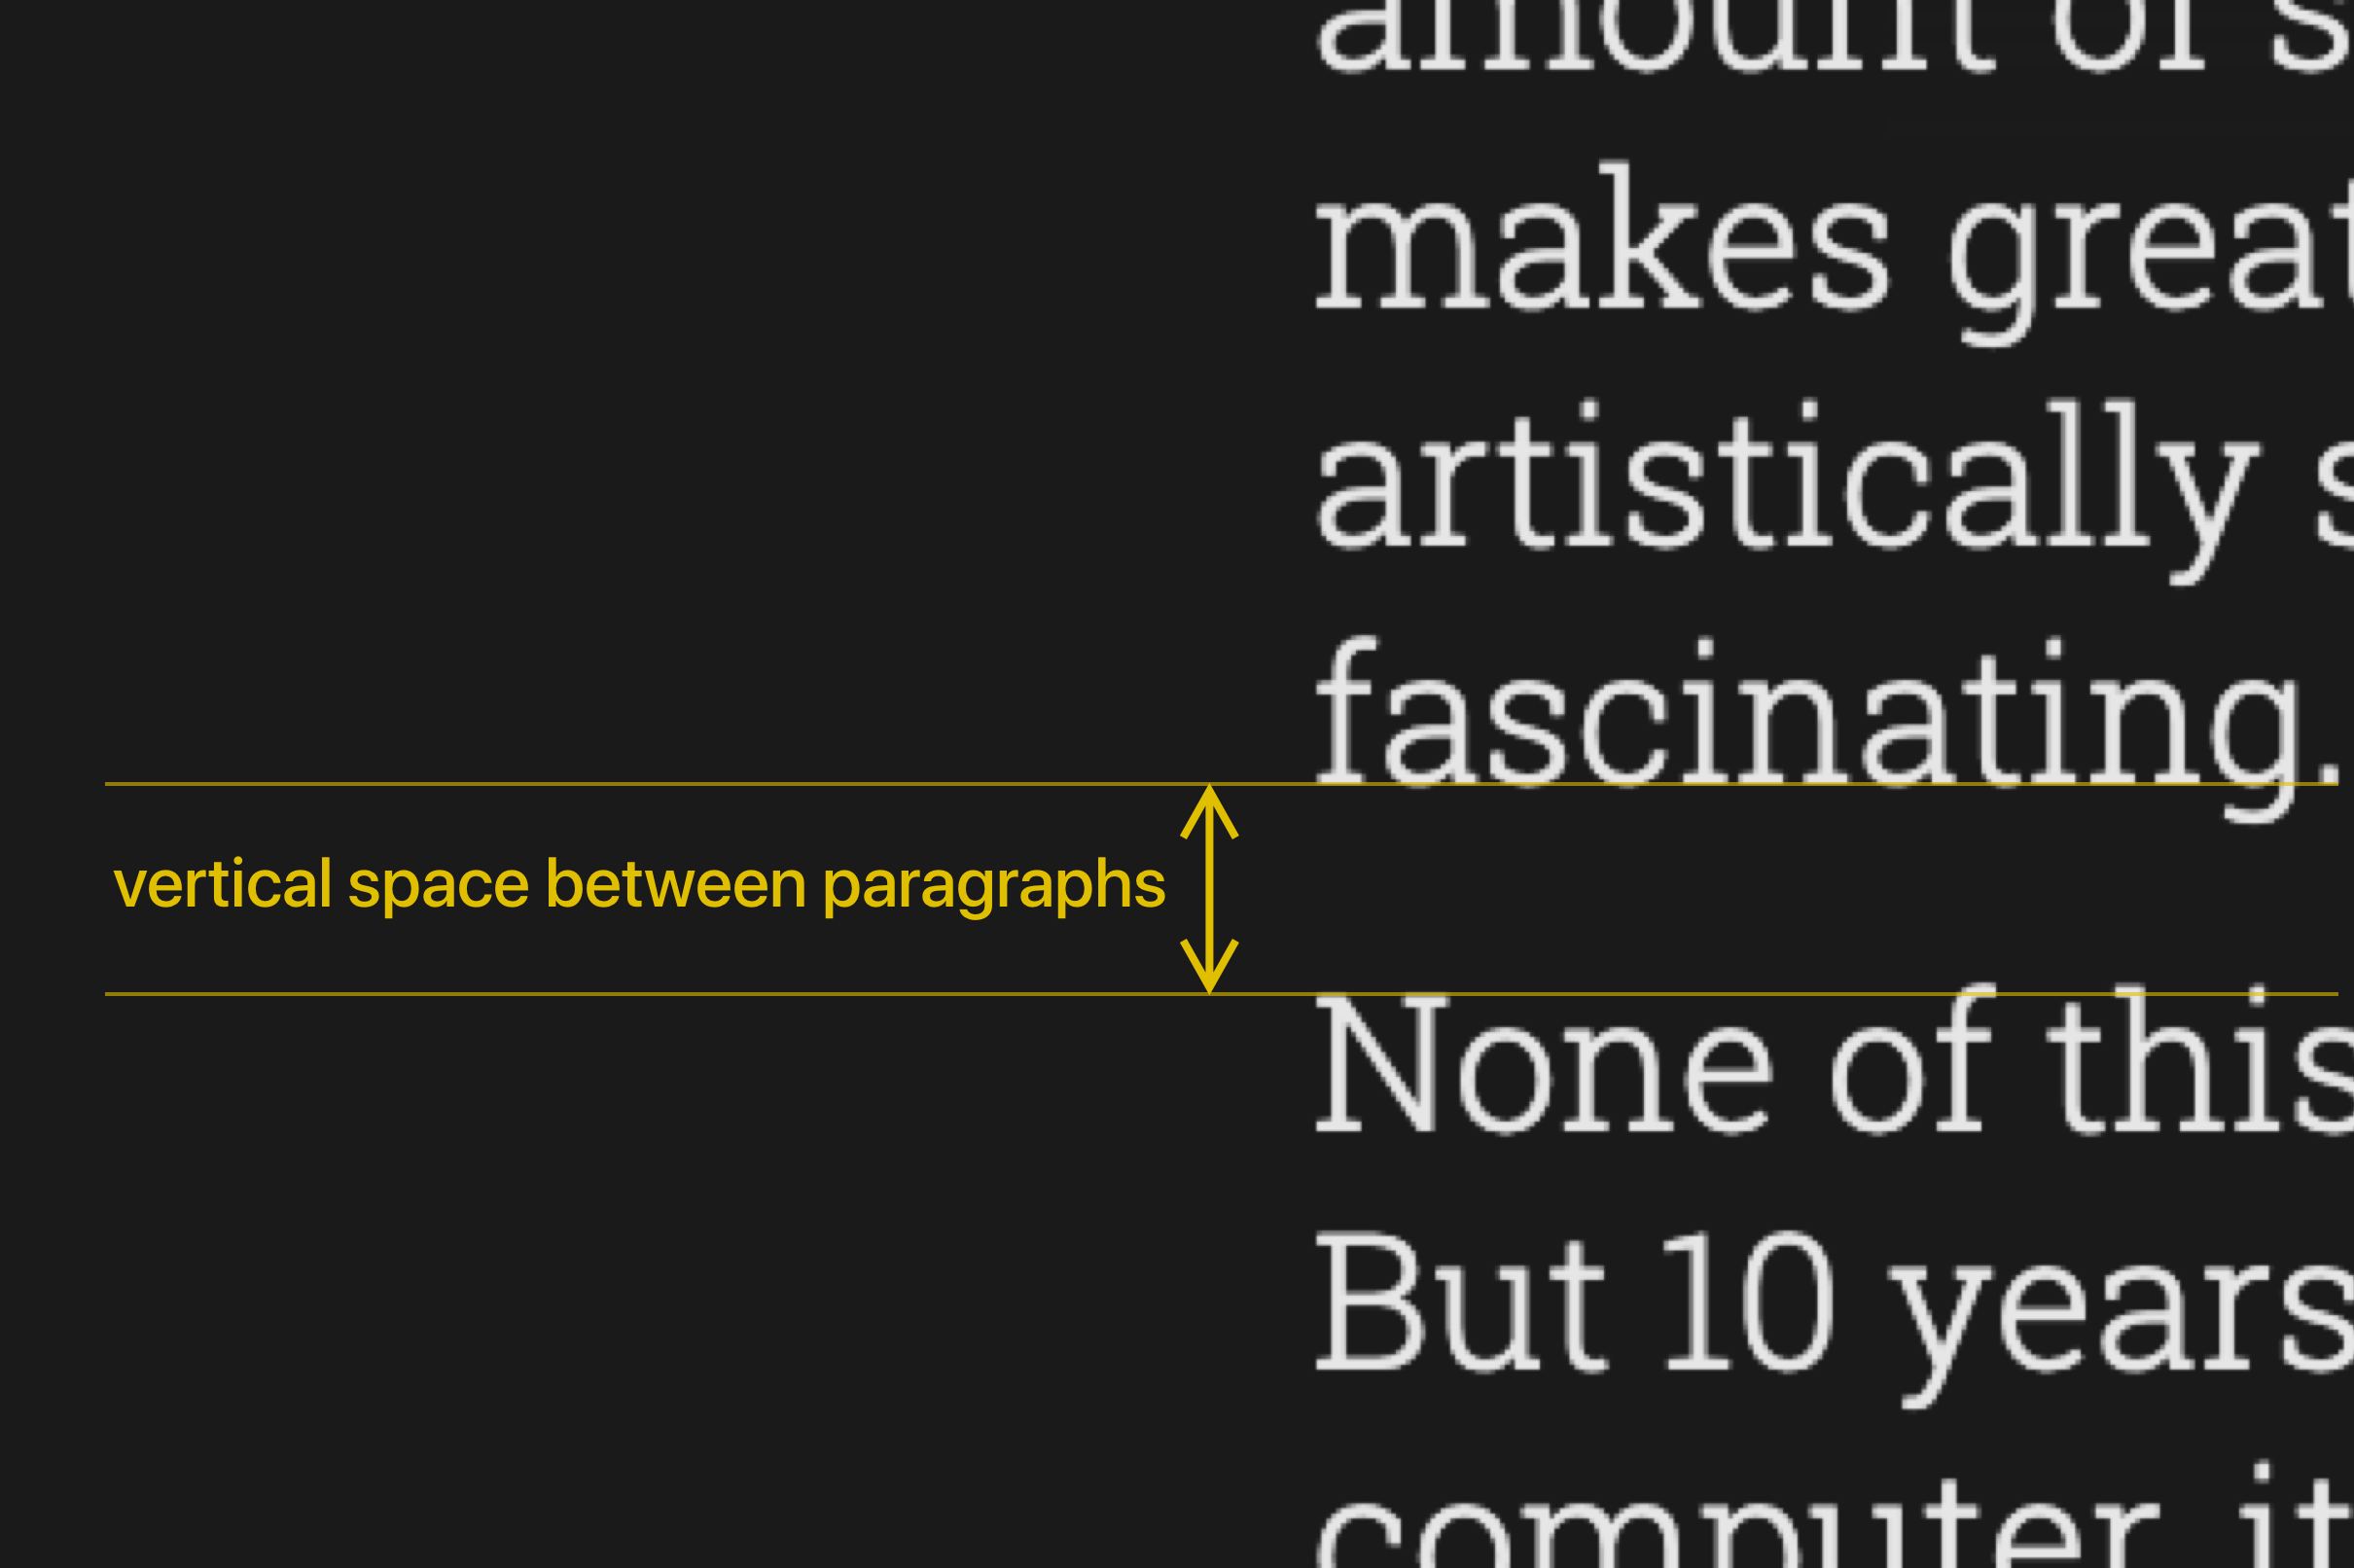 amount of s
makes great
artistically s
fascinating.
vertical space between paragraphs
None of this
But 10 years
computer, it